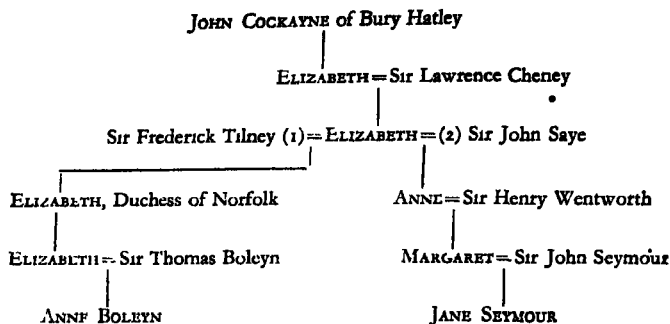 JOHN COCKAYNE of Bury Hatley
ELIZABETH=Sir Lawrence Cheney
Sir Frederick Tilney (1)=ELIZABETH=(2) Sir John Saye
ELIZABETH, Duchess of Norfolk
ANNE=Sir Henry Wentworth
ELIZABETH=Sir Thomas Boleyn
MARGARET=Sir John Seymour
ANNE BOLEYN
JANE SEYMOUR